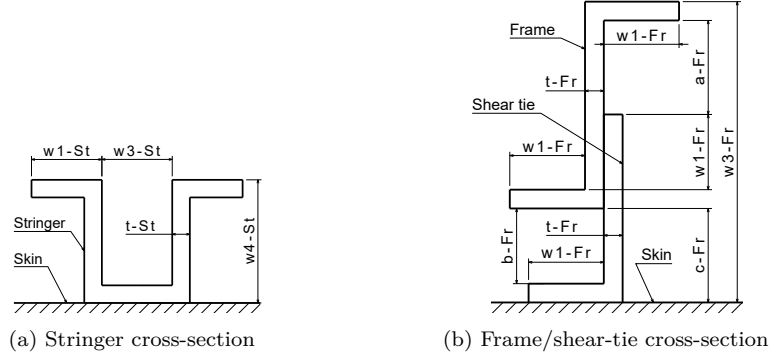 w1-St
w3-St
t-St
Stringer
Skin
w4-St
(a) Stringer cross-section
Frame
w1-Fr
a-Fr
t-Fr
Shear tie
w1-Fr
w1-Fr
w3-Fr
b-Fr
t-Fr
w1-Fr
Skin
c-Fr
(b) Frame/shear-tie cross-section